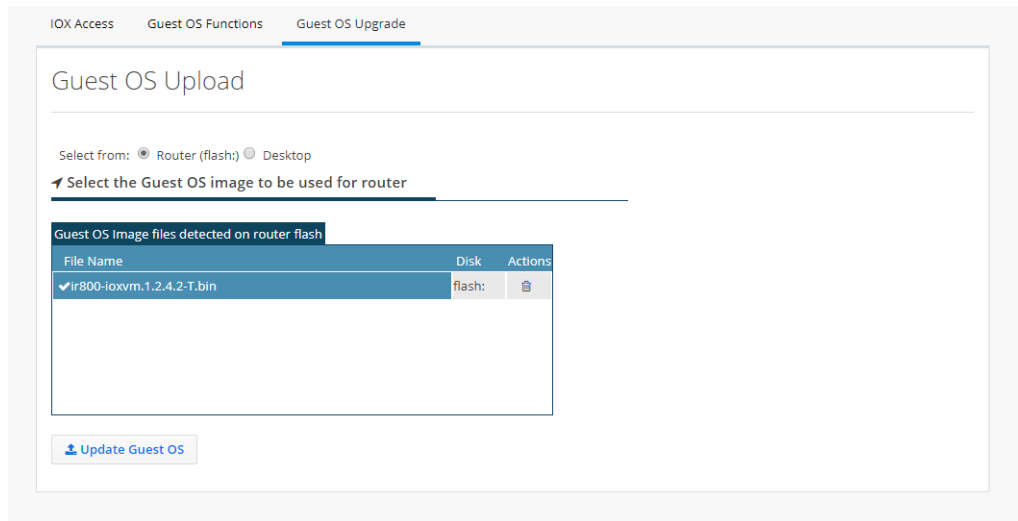 IOX Access Guest OS Functions Guest OS Upgrade
Guest OS Upload
Select from: Router (flash:) Desktop
Select the Guest OS image to be used for router
Guest OS Image files detected on router flash
File Name Disk Actions
ir800-ioxvm.1.2.4.2-T.bin flash:
Update Guest OS